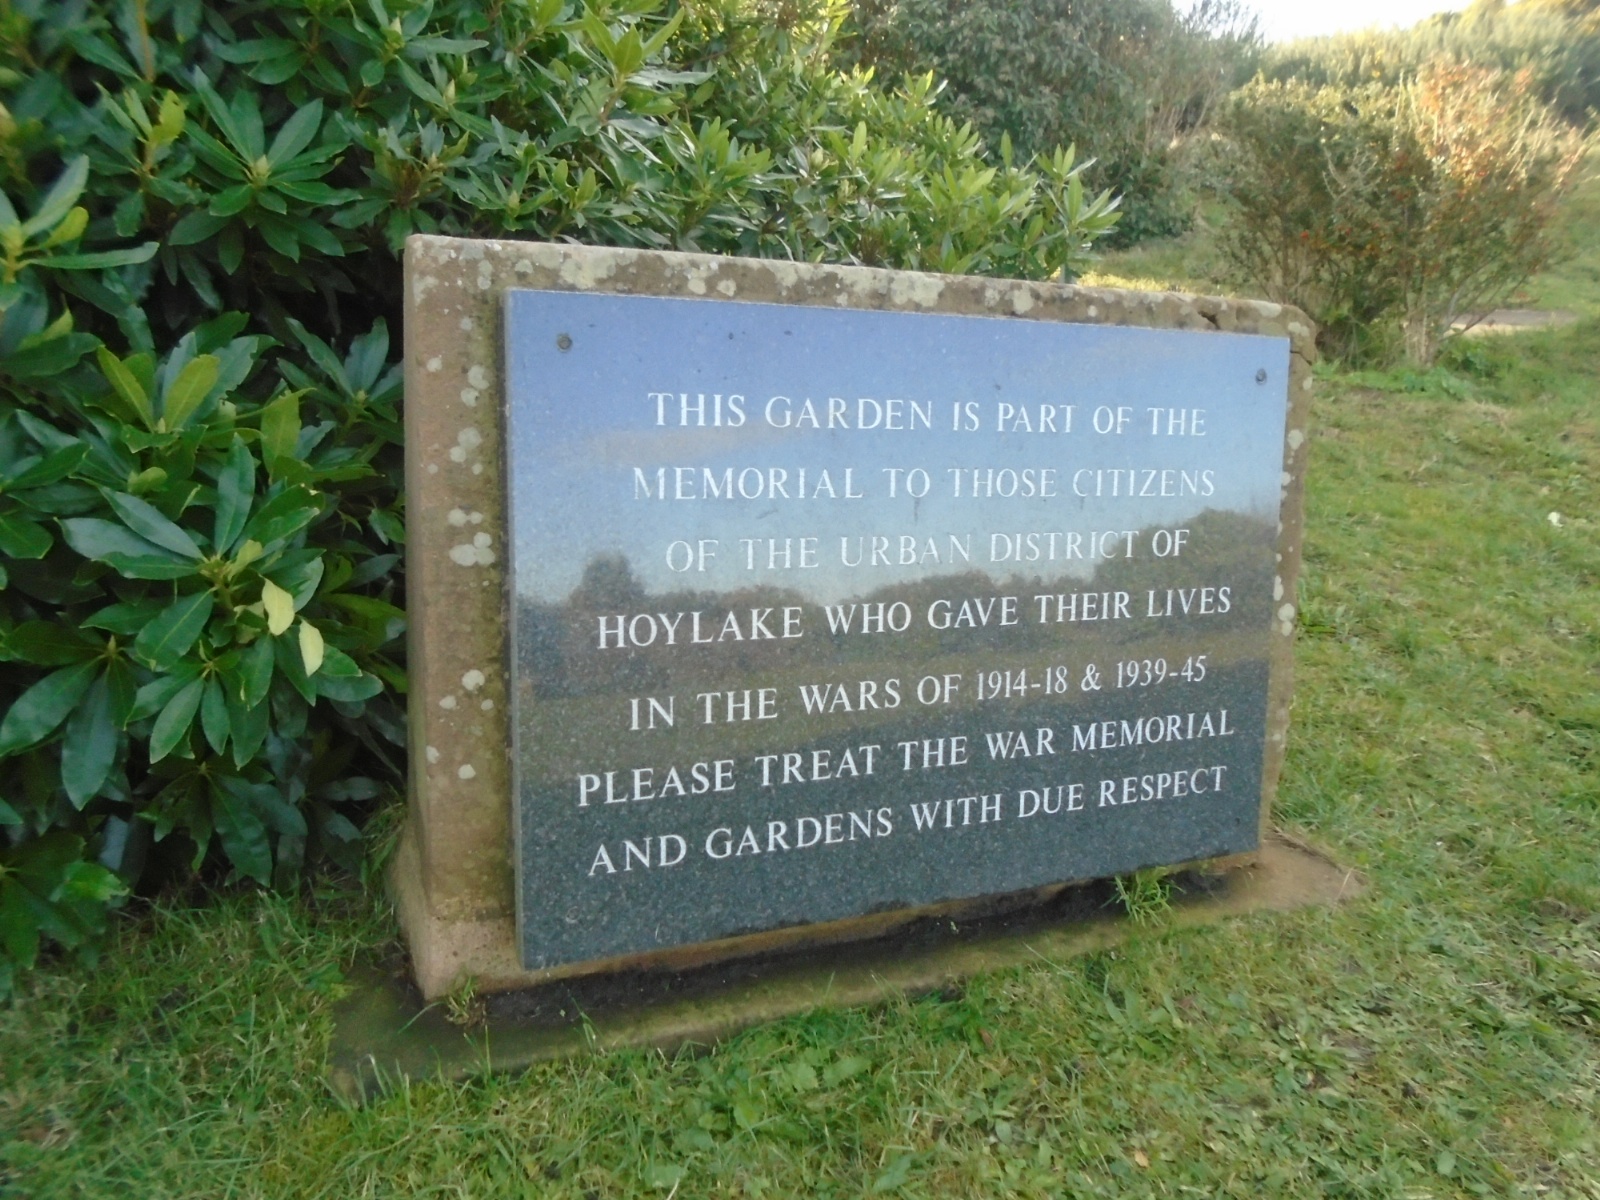 THIS GARDEN IS PART OF THE
MEMORIAL TO THOSE CITIZENS
OF THE URBAN DISTRICT OF
HOYLAKE WHO GAVE THEIR LIVES
IN THE WARS OF 1914-18 & 1939-45
PLEASE TREAT THE WAR MEMORIAL
AND GARDENS WITH DUE RESPECT